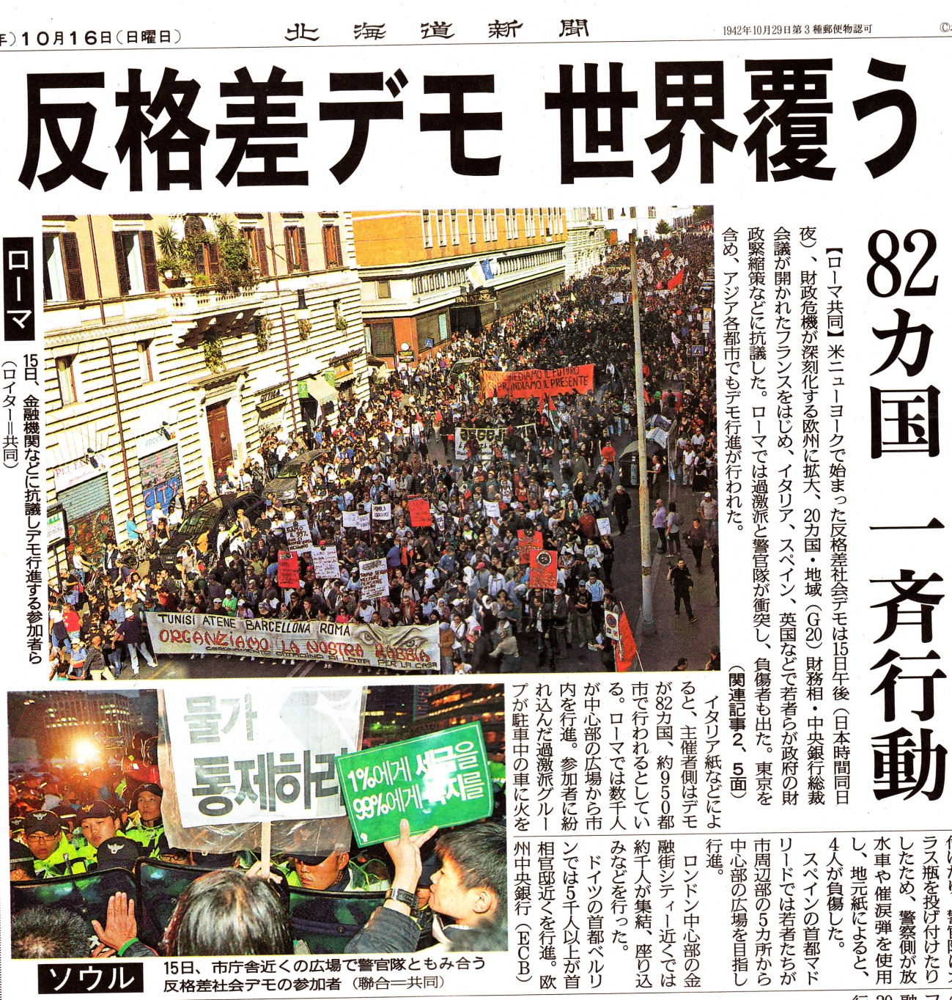 年)10月16日(日曜日)
北海道新聞
1942年10月29日第3種郵便物認可
反格差デモ 世界覆う
82カ国 一斉行動
【ローマ共同】米ニューヨークで始まった反格差社会デモは15日午後(日本時間同日
夜)、財政危機が深刻化する欧州に拡大、20カ国・地域(G20)財務相・中央銀行総裁
会議が開かれたフランスをはじめ、イタリア、スペイン、英国などで若者らが政府の財
政緊縮策などに抗議した。ローマでは過激派と警官隊が衝突し、負傷者も出た。東京を
含め、アジア各都市でもデモ行進が行われた。
(関連記事2、5面)
ローマ
15日、金融機関などに抗議しデモ行進する参加者ら
(ロイター=共同)
NON CHIEDIAMO IL FUTURO
CI PRENDIAMO IL PRESENTE
TUNISI ATENE BARCELLONA ROMA
ORGANIZIAMO LA NOSTRA RABBIA
COORDINAMENTO CITTADINO DI LOTTA PER LA CASA
イタリア紙などによ
ると、主催者側はデモ
が82カ国、約950都
市で行われるとしてい
る。ローマでは数千人
が中心部の広場から市
内を行進。参加者に紛
れ込んだ過激派グルー
プが駐車中の車に火を
ラス瓶を投げ付けたり
したため、警察側が放
水車や催涙弾を使用
し、地元紙によると、
4人が負傷した。
スペインの首都マド
リードでは若者たちが
市周辺部の5カ所から
中心部の広場を目指し
行進。
ロンドン中心部の金
融街シティー近くでは
約千人が集結、座り込
みなどを行った。
ドイツの首都ベルリ
ンでは5千人以上が首
相官邸近くを行進。欧
州中央銀行(ECB)
물가
통제하라
1%에게 세금을
99%에게 복지를
ソウル
15日、市庁舎近くの広場で警官隊ともみ合う
反格差社会デモの参加者(聯合=共同)